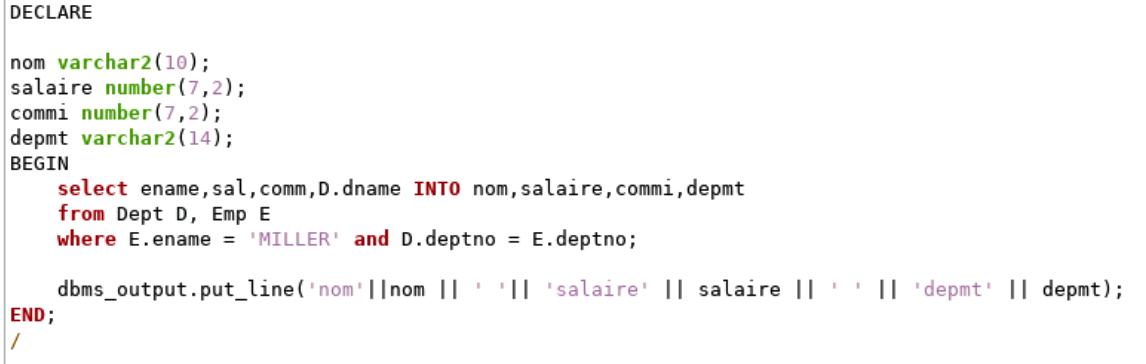 DECLARE
nom varchar2(10);
salaire number(7,2);
commi number(7,2);
depmt varchar2(14);
BEGIN
select ename,sal,comm,D.dname INTO nom,salaire,commi,depmt
from Dept D, Emp E
where E.ename = 'MILLER' and D.deptno = E.deptno;
dbms_output.put_line('nom'||nom || ' '|| 'salaire' || salaire || ' ' || 'depmt' || depmt);
END;
/